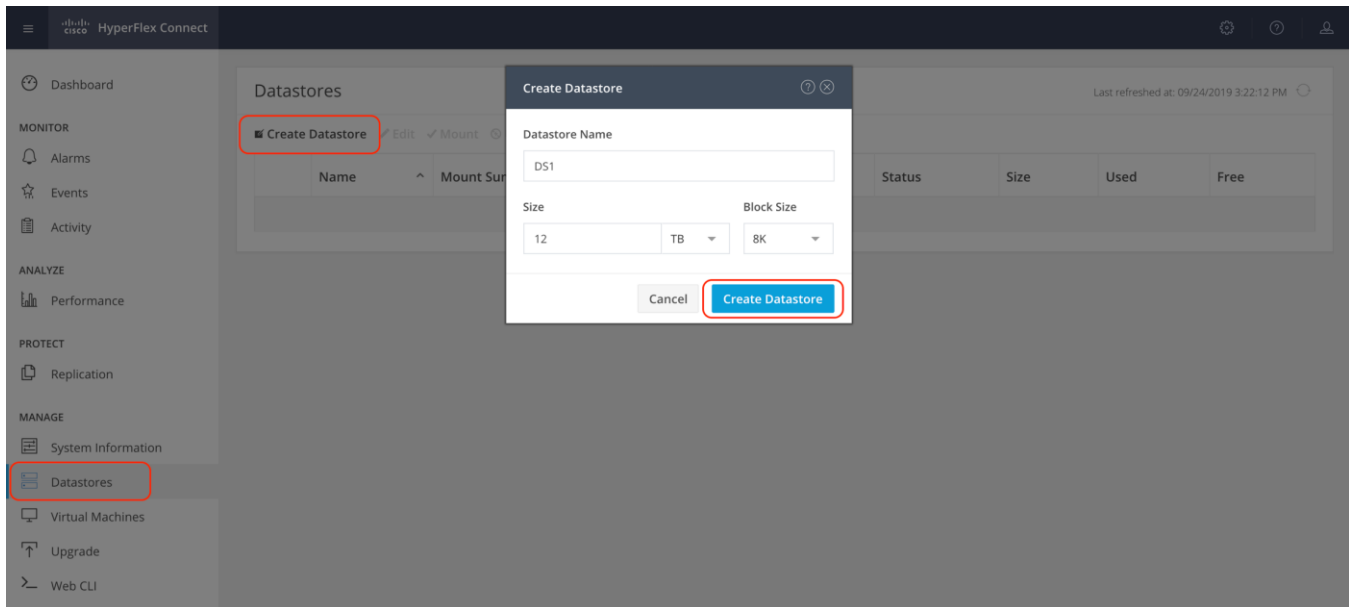 cisco HyperFlex Connect
Dashboard
MONITOR
Alarms
Events
Activity
ANALYZE
Performance
PROTECT
Replication
MANAGE
System Information
Datastores
Virtual Machines
Upgrade
Web CLI
Datastores
Last refreshed at: 09/24/2019 3:22:12 PM
Create Datastore Edit Mount
Name Mount Sur Status Size Used Free
Create Datastore
Datastore Name
DS1
Size Block Size
12 TB 8K
Cancel Create Datastore